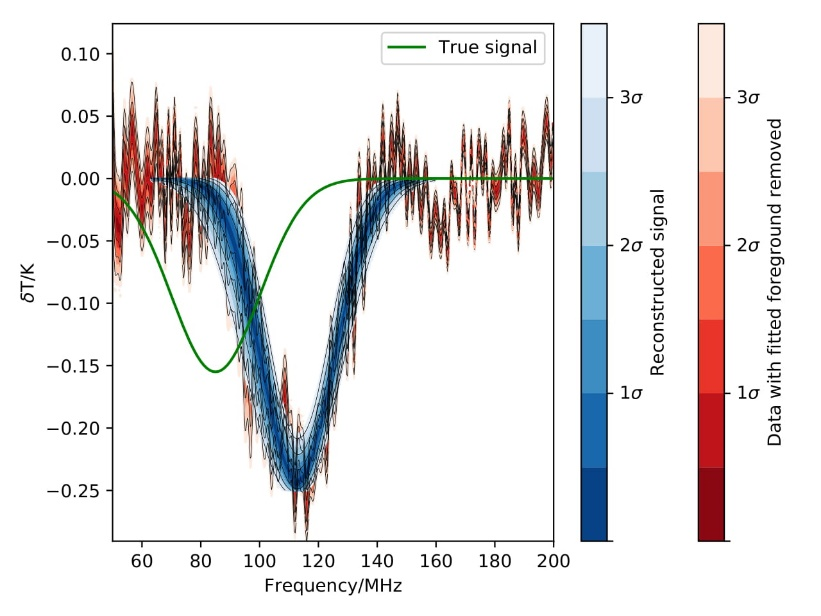 True signal
0.10
0.05
0.00
−0.05
−0.10
−0.15
−0.20
−0.25
δT/K
60 80 100 120 140 160 180 200
Frequency/MHz
3σ
2σ
1σ
Reconstructed signal
3σ
2σ
1σ
Data with fitted foreground removed